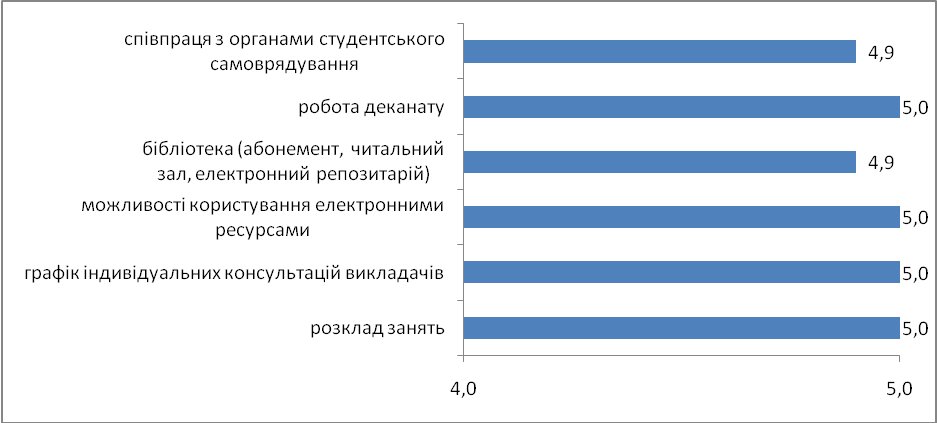 співпраця з органами студентського
самоврядування
4,9
робота деканату
5,0
бібліотека (абонемент, читальний
зал, електронний репозитарій)
4,9
можливості користування електронними
ресурсами
5,0
графік індивідуальних консультацій викладачів
5,0
розклад занять
5,0
4,0
5,0